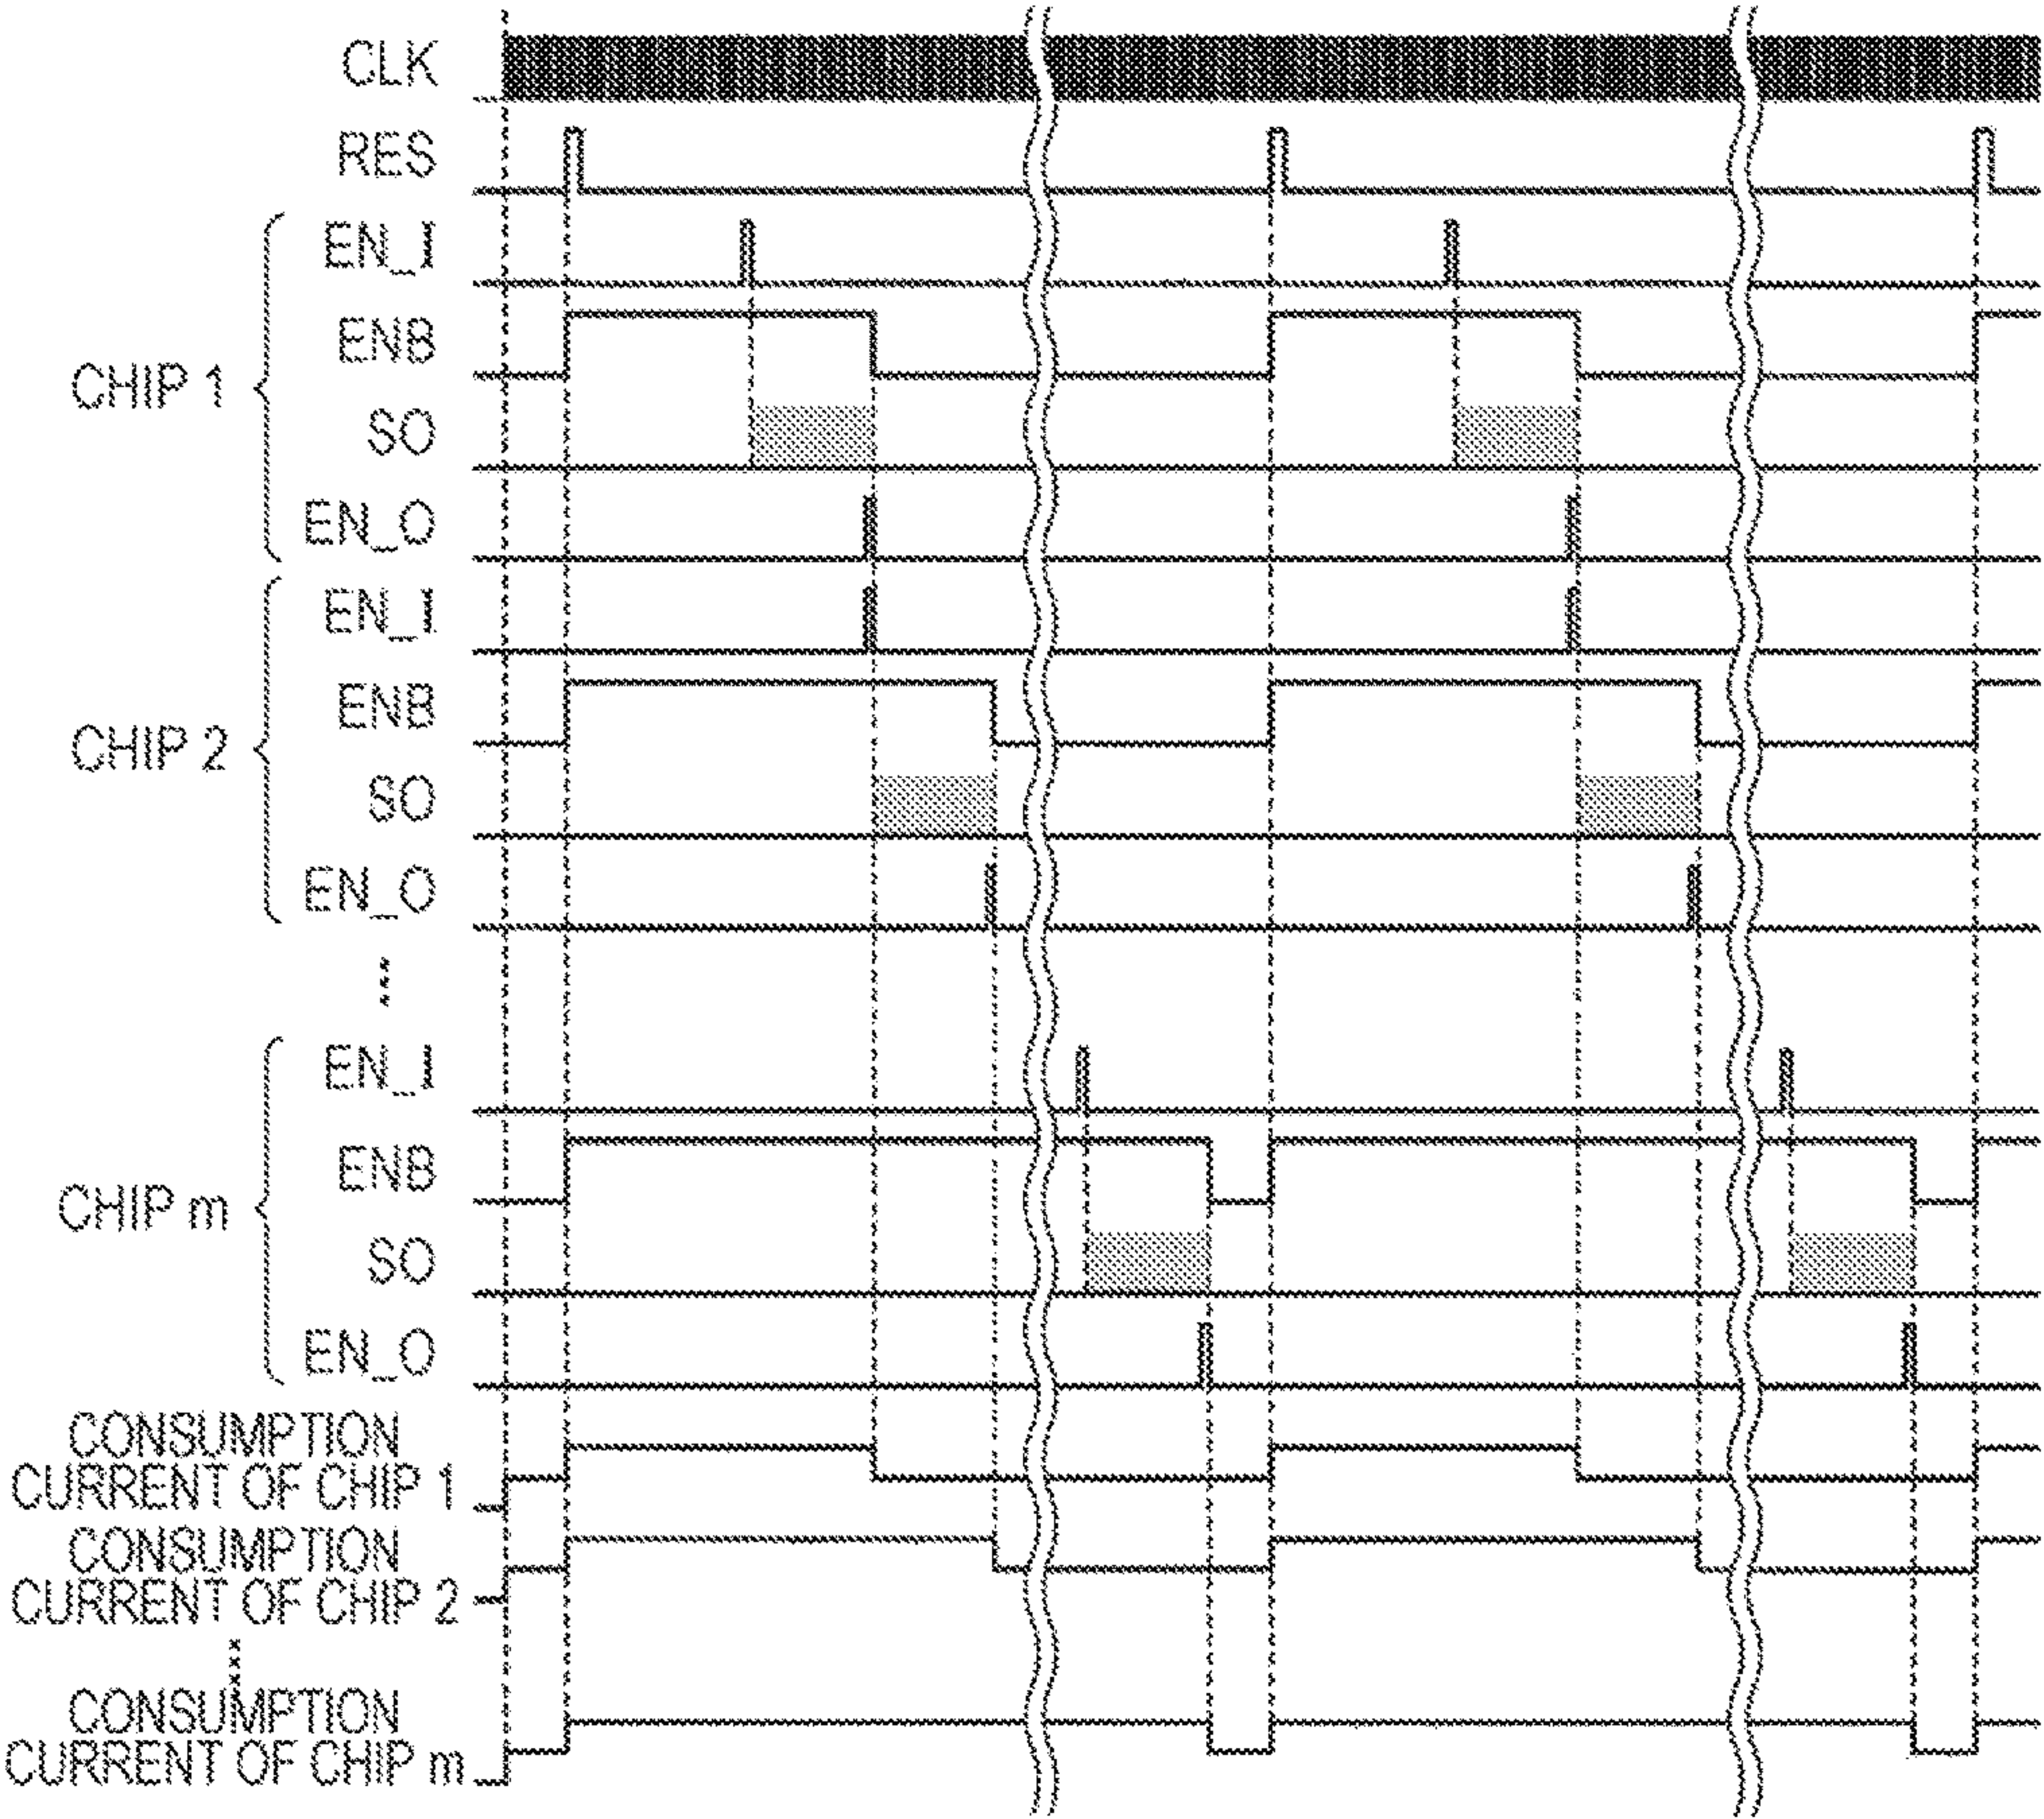 CLK
RES
CHIP 1
EN_I
ENB
SO
EN_O
CHIP 2
EN_I
ENB
SO
EN_O
CHIP m
EN_I
ENB
SO
EN_O
CONSUMPTION
CURRENT OF CHIP 1
CONSUMPTION
CURRENT OF CHIP 2
CONSUMPTION
CURRENT OF CHIP m